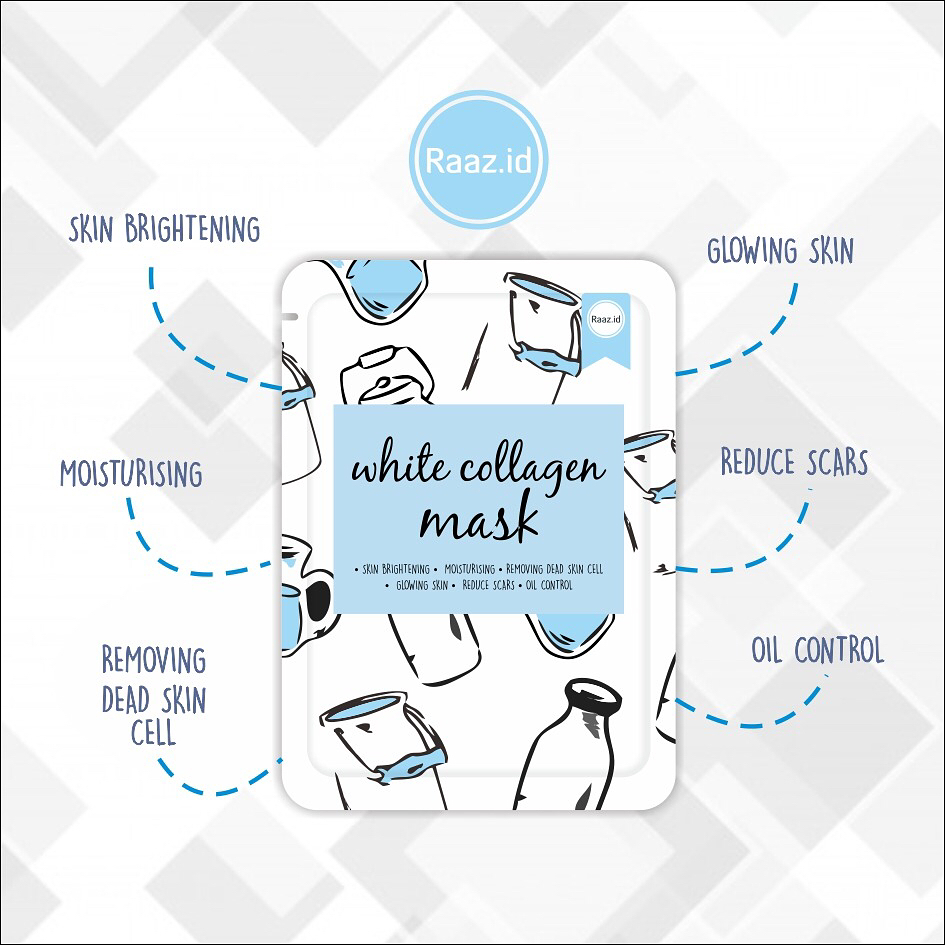 Raaz.id
SKIN BRIGHTENING
GLOWING SKIN
Raaz.id
MOISTURISING
REDUCE SCARS
white collagen
mask
• SKIN BRIGHTENING • MOISTURISING • REMOVING DEAD SKIN CELL
• GLOWING SKIN • REDUCE SCARS • OIL CONTROL
REMOVING
DEAD SKIN
CELL
OIL CONTROL